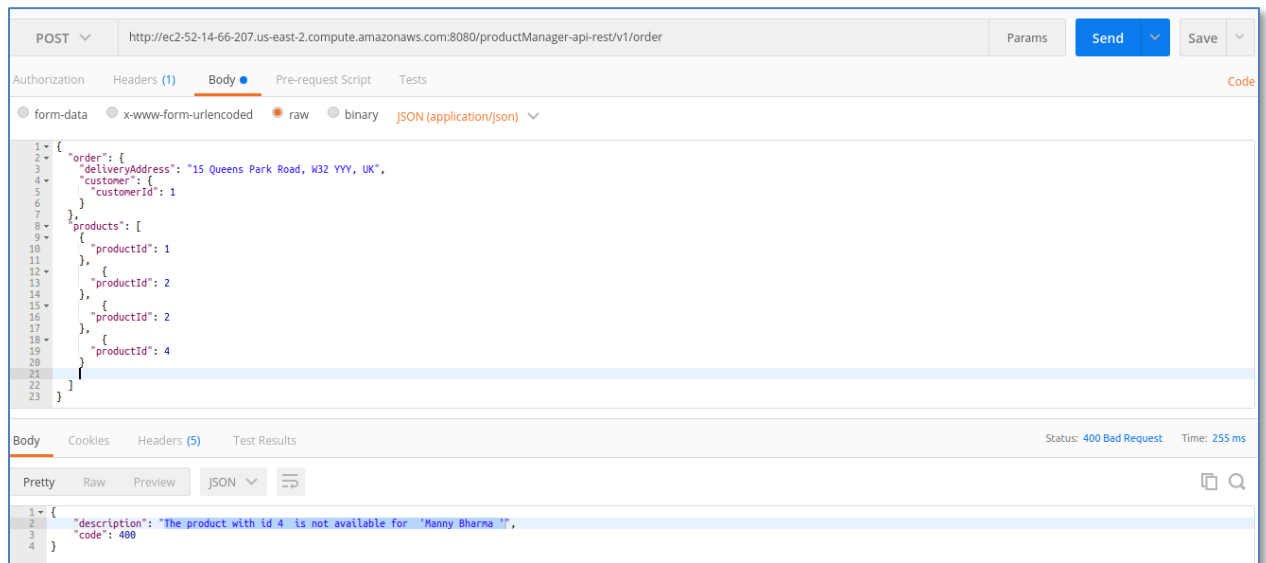 POST http://ec2-52-14-66-207.us-east-2.compute.amazonaws.com:8080/productManager-api-rest/v1/order Params Send Save
Authorization Headers (1) Body Pre-request Script Tests Code
form-data x-www-form-urlencoded raw binary JSON (application/json)
1 {
2 "order": {
3 "deliveryAddress": "15 Queens Park Road, W32 YYY, UK",
4 "customer": {
5 "customerId": 1
6 }
7 },
8 "products": [
9 {
10 "productId": 1
11 },
12 {
13 "productId": 2
14 },
15 {
16 "productId": 2
17 },
18 {
19 "productId": 4
20 }
21
22 ]
23 }
Body Cookies Headers (5) Test Results Status: 400 Bad Request Time: 255 ms
Pretty Raw Preview JSON
1 {
2 "description": "The product with id 4  is not available for  'Manny Bharma '",
3 "code": 400
4 }